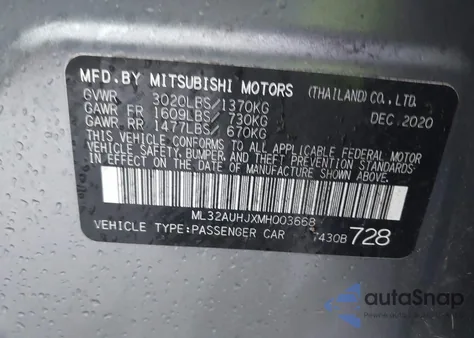 MFD.BY MITSUBISHI MOTORS (THAILAND)CO.,LTD.
GVWR 3020LBS/1370KG DEC.2020
GAWR FR 1609LBS/ 730KG
GAWR RR 1477LBS/ 670KG
THIS VEHICLE CONFORMS TO ALL APPLICABLE FEDERAL MOTOR
VEHICLE SAFETY, BUMPER, AND THEFT PREVENTION STANDARDS
IN EFFECT ON THE DATE OF MANUFACTURE SHOWN ABOVE.
ML32AUHJXMH003668
VEHICLE TYPE:PASSENGER CAR 7430B 728
autoSnap
Photo by